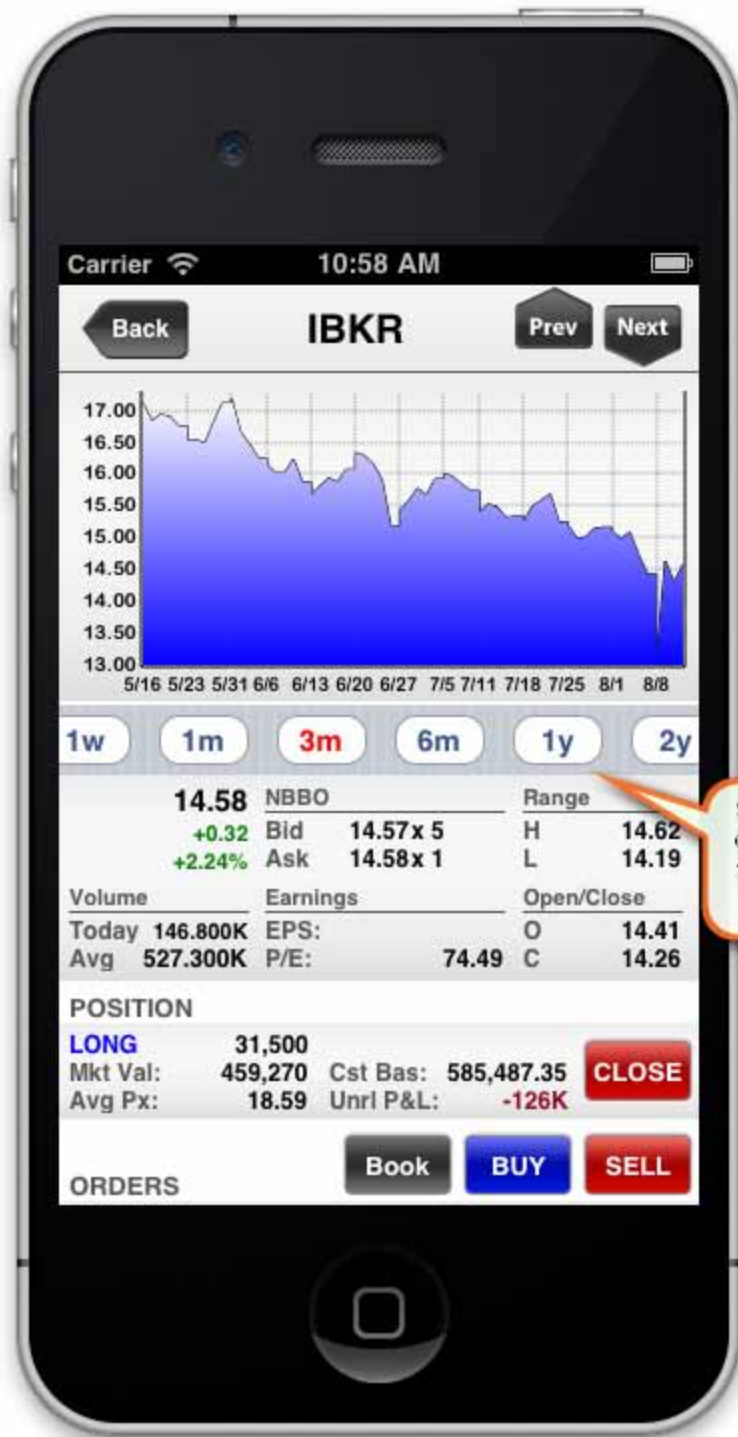 Carrier 10:58 AM
Back IBKR Prev Next
17.00
16.50
16.00
15.50
15.00
14.50
14.00
13.50
13.00
5/16 5/23 5/31 6/6 6/13 6/20 6/27 7/5 7/11 7/18 7/25 8/1 8/8
1w 1m 3m 6m 1y 2y
14.58 NBBO Range
+0.32 Bid 14.57 x 5 H 14.62
+2.24% Ask 14.58 x 1 L 14.19
Volume Earnings Open/Close
Today 146.800K EPS: O 14.41
Avg 527.300K P/E: 74.49 C 14.26
POSITION
LONG 31,500
Mkt Val: 459,270 Cst Bas: 585,487.35 CLOSE
Avg Px: 18.59 Unrl P&L: -126K
ORDERS Book BUY SELL